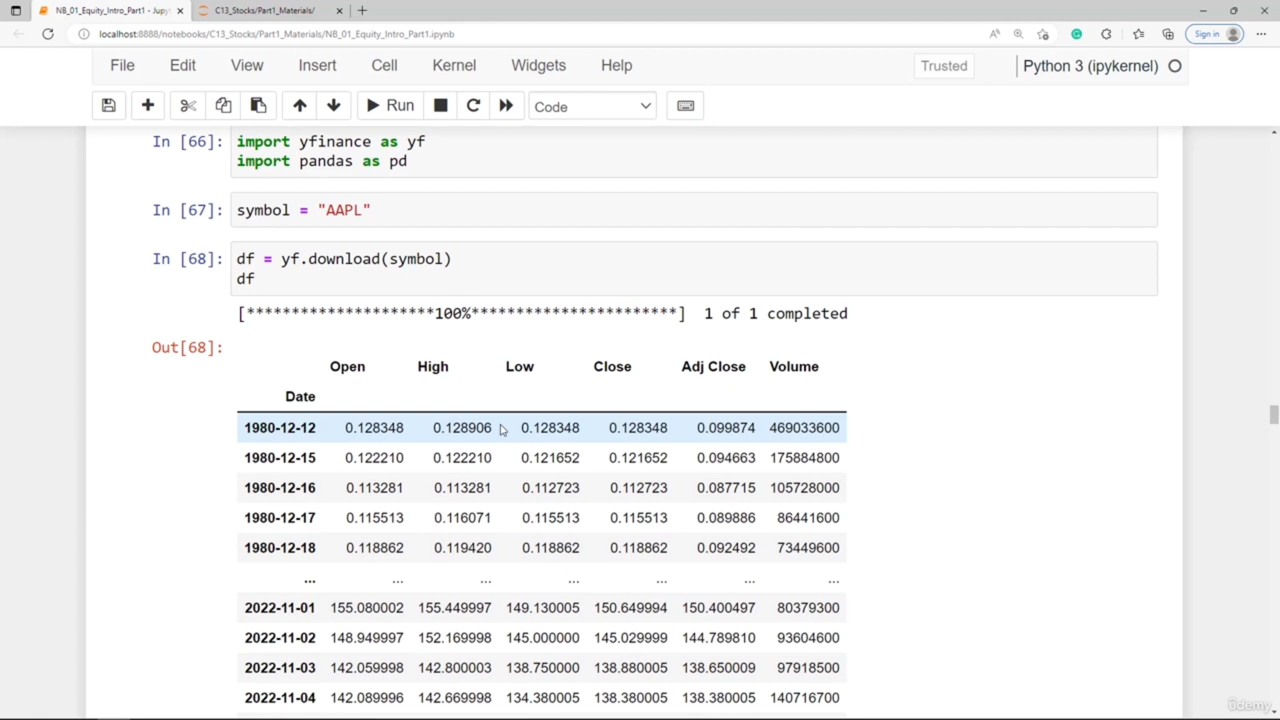 NB_01_Equity_Intro_Part1 - Jupy
C13_Stocks/Part1_Materials/
localhost:8888/notebooks/C13_Stocks/Part1_Materials/NB_01_Equity_Intro_Part1.ipynb
Sign in
File Edit View Insert Cell Kernel Widgets Help
Trusted
Python 3 (ipykernel)
Run
Code
In [66]: import yfinance as yf
import pandas as pd
In [67]: symbol = "AAPL"
In [68]: df = yf.download(symbol)
df
[*********************100%***********************] 1 of 1 completed
Out[68]:
Open High Low Close Adj Close Volume
Date
1980-12-12 0.128348 0.128906 0.128348 0.128348 0.099874 469033600
1980-12-15 0.122210 0.122210 0.121652 0.121652 0.094663 175884800
1980-12-16 0.113281 0.113281 0.112723 0.112723 0.087715 105728000
1980-12-17 0.115513 0.116071 0.115513 0.115513 0.089886 86441600
1980-12-18 0.118862 0.119420 0.118862 0.118862 0.092492 73449600
... ... ... ... ... ... ...
2022-11-01 155.080002 155.449997 149.130005 150.649994 150.400497 80379300
2022-11-02 148.949997 152.169998 145.000000 145.029999 144.789810 93604600
2022-11-03 142.059998 142.800003 138.750000 138.880005 138.650009 97918500
2022-11-04 142.089996 142.669998 134.380005 138.380005 138.380005 140716700
ûdemy